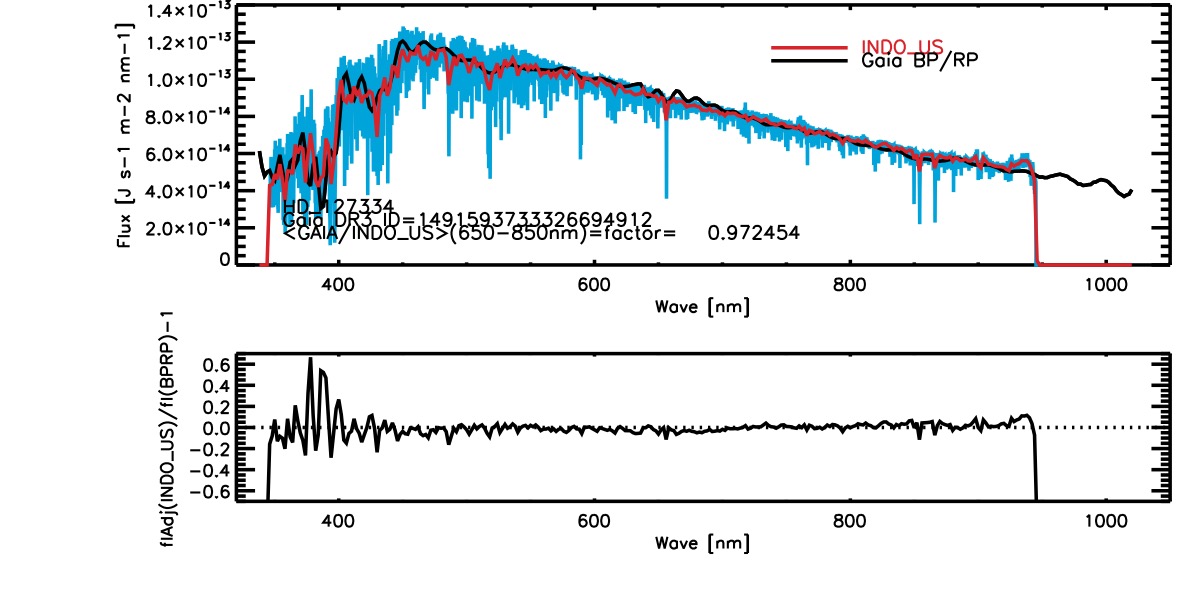 1.4×10−13
1.2×10−13
1.0×10−13
8.0×10−14
6.0×10−14
4.0×10−14
2.0×10−14
0
Flux [J s−1 m−2 nm−1]
INDO_US
Gaia BP/RP
HD_127334
Gaia DR3 ID=1491593733326694912
<GAIA/INDO_US>(650−850nm)=factor= 0.972454
400 600 800 1000
Wave [nm]
0.6
0.4
0.2
0.0
−0.2
−0.4
−0.6
flAdj(INDO_US)/fl(BPRP)−1
400 600 800 1000
Wave [nm]